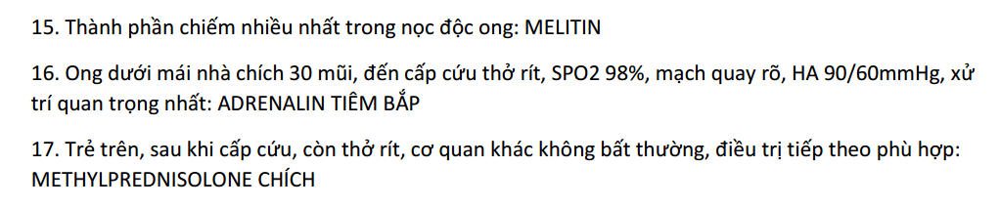 15. Thành phần chiếm nhiều nhất trong nọc độc ong: MELITIN
16. Ong dưới mái nhà chích 30 mũi, đến cấp cứu thở rít, SPO2 98%, mạch quay rõ, HA 90/60mmHg, xử
trí quan trọng nhất: ADRENALIN TIÊM BẮP
17. Trẻ trên, sau khi cấp cứu, còn thở rít, cơ quan khác không bất thường, điều trị tiếp theo phù hợp:
METHYLPREDNISOLONE CHÍCH